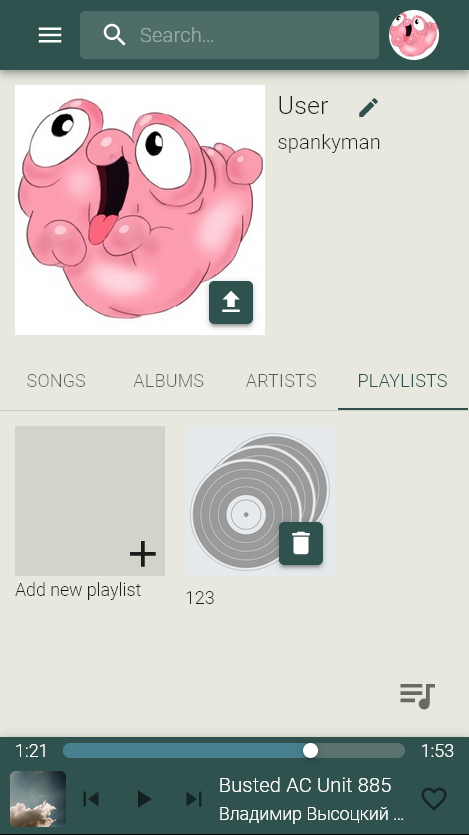 Search...
User
spankyman
SONGS ALBUMS ARTISTS PLAYLISTS
Add new playlist
123
1:21 1:53
Busted AC Unit 885
Владимир Высоцкий ...